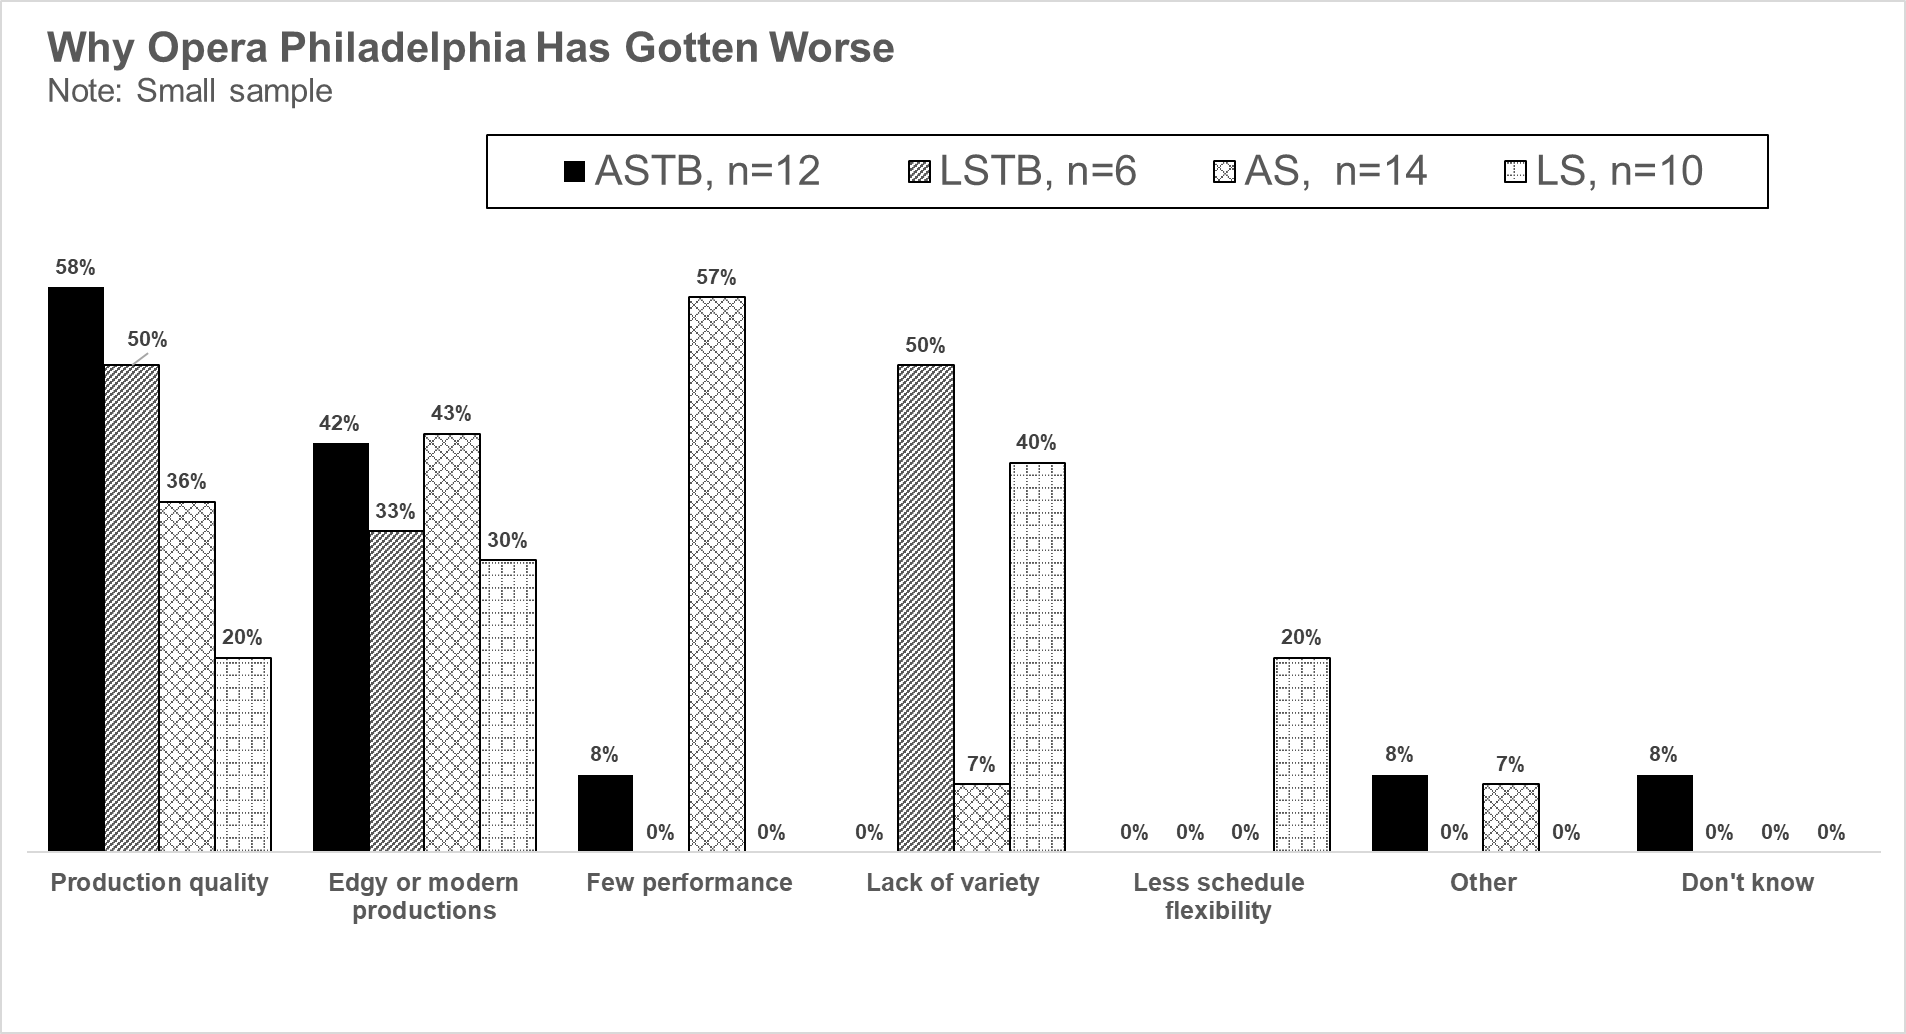 Why Opera Philadelphia Has Gotten Worse
Note: Small sample
ASTB, n=12 LSTB, n=6 AS, n=14 LS, n=10
58% 50% 36% 20%
42% 33% 43% 30%
8% 0% 57% 0%
0% 50% 7% 40%
0% 0% 0% 20%
8% 0% 7% 0%
8% 0% 0% 0%
Production quality
Edgy or modern
productions
Few performance
Lack of variety
Less schedule
flexibility
Other
Don't know